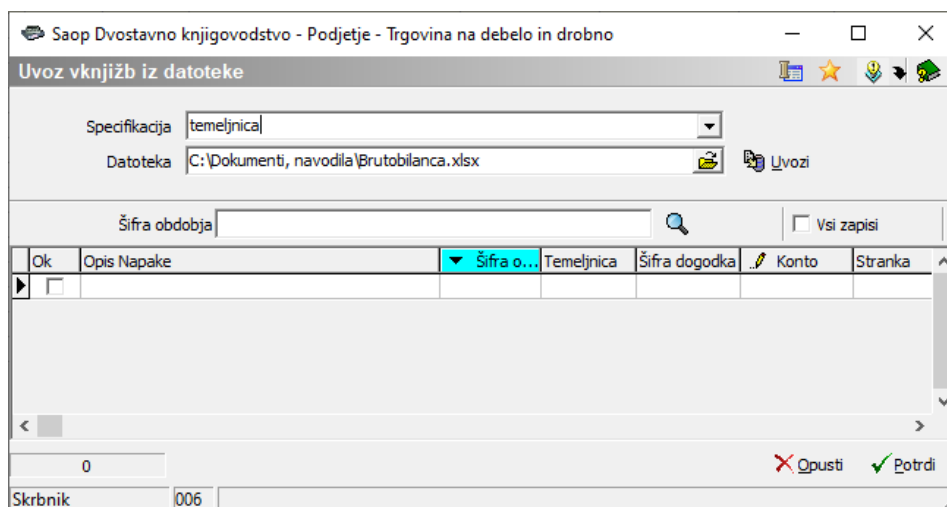 Saop Dvostavno knjigovodstvo - Podjetje - Trgovina na debelo in drobno
Uvoz vknjižb iz datoteke
Specifikacija temeljnica
Datoteka C:\Dokumenti, navodila\Brutobilanca.xlsx Uvozi
Šifra obdobja Vsi zapisi
Ok Opis Napake Šifra o... Temeljnica Šifra dogodka Konto Stranka
0 Opusti Potrdi
Skrbnik 006